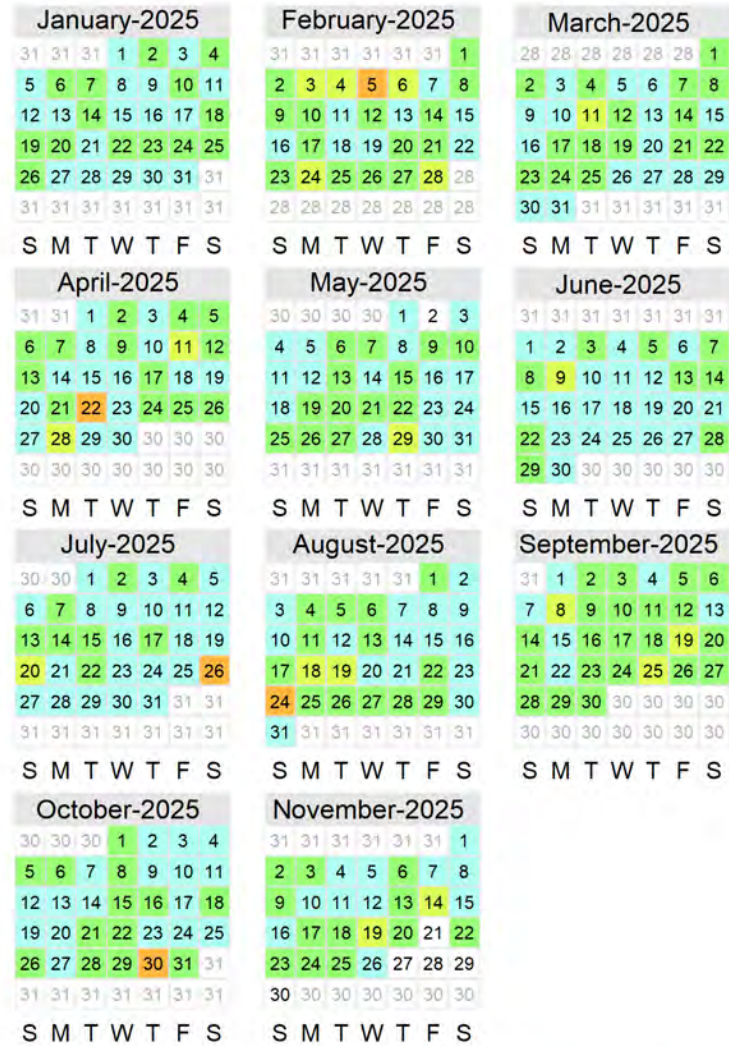 January-2025 February-2025 March-2025
31 31 31 1 2 3 4 31 31 31 31 31 31 1 28 28 28 28 28 28 1
5 6 7 8 9 10 11 2 3 4 5 6 7 8 2 3 4 5 6 7 8
12 13 14 15 16 17 18 9 10 11 12 13 14 15 9 10 11 12 13 14 15
19 20 21 22 23 24 25 16 17 18 19 20 21 22 16 17 18 19 20 21 22
26 27 28 29 30 31 31 23 24 25 26 27 28 28 23 24 25 26 27 28 29
31 31 31 31 31 31 31 28 28 28 28 28 28 28 30 31 31 31 31 31 31
S M T W T F S S M T W T F S S M T W T F S
April-2025 May-2025 June-2025
31 31 1 2 3 4 5 30 30 30 30 1 2 3 31 31 31 31 31 31 31
6 7 8 9 10 11 12 4 5 6 7 8 9 10 1 2 3 4 5 6 7
13 14 15 16 17 18 19 11 12 13 14 15 16 17 8 9 10 11 12 13 14
20 21 22 23 24 25 26 18 19 20 21 22 23 24 15 16 17 18 19 20 21
27 28 29 30 30 30 30 25 26 27 28 29 30 31 22 23 24 25 26 27 28
30 30 30 30 30 30 30 31 31 31 31 31 31 31 29 30 30 30 30 30 30
S M T W T F S S M T W T F S S M T W T F S
July-2025 August-2025 September-2025
30 30 1 2 3 4 5 31 31 31 31 31 1 2 31 1 2 3 4 5 6
6 7 8 9 10 11 12 3 4 5 6 7 8 9 7 8 9 10 11 12 13
13 14 15 16 17 18 19 10 11 12 13 14 15 16 14 15 16 17 18 19 20
20 21 22 23 24 25 26 17 18 19 20 21 22 23 21 22 23 24 25 26 27
27 28 29 30 31 31 31 24 25 26 27 28 29 30 28 29 30 30 30 30 30
31 31 31 31 31 31 31 31 31 31 31 31 31 31 30 30 30 30 30 30 30
S M T W T F S S M T W T F S S M T W T F S
October-2025 November-2025
30 30 30 1 2 3 4 31 31 31 31 31 31 1
5 6 7 8 9 10 11 2 3 4 5 6 7 8
12 13 14 15 16 17 18 9 10 11 12 13 14 15
19 20 21 22 23 24 25 16 17 18 19 20 21 22
26 27 28 29 30 31 31 23 24 25 26 27 28 29
31 31 31 31 31 31 31 30 30 30 30 30 30 30
S M T W T F S S M T W T F S